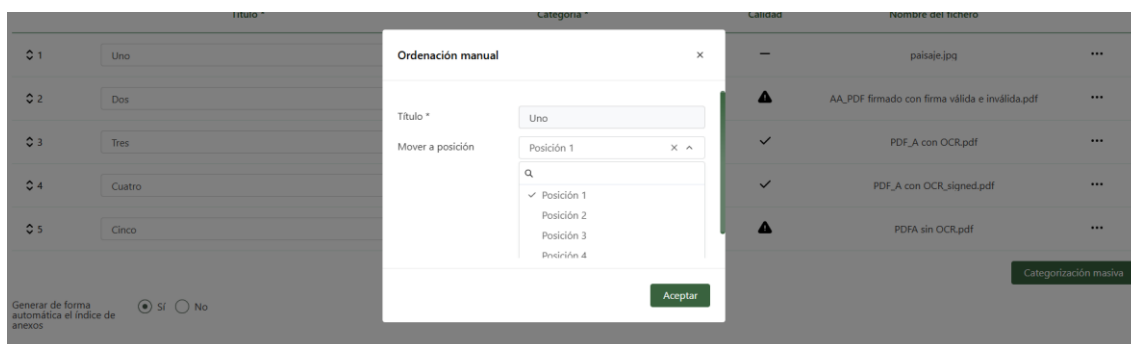 Título * Categoría * Calidad Nombre del fichero
1 Uno paisaje.jpg ...
2 Dos AA_PDF firmado con firma válida e inválida.pdf ...
3 Tres PDF_A con OCR.pdf ...
4 Cuatro PDF_A con OCR_signed.pdf ...
5 Cinco PDFA sin OCR.pdf ...
Categorización masiva
Generar de forma automática el índice de anexos Sí No
Ordenación manual ×
Título * Uno
Mover a posición Posición 1 ×
Posición 1
Posición 2
Posición 3
Posición 4
Aceptar